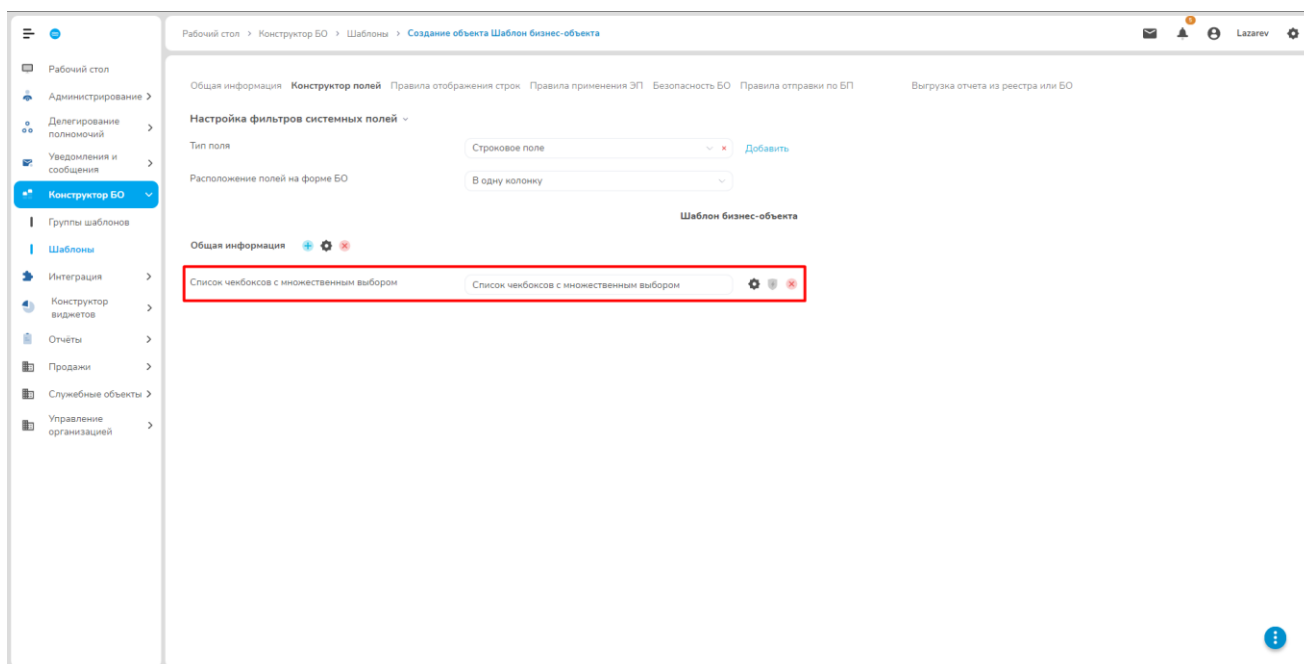 Рабочий стол > Конструктор БО > Шаблоны > Создание объекта Шаблон бизнес-объекта
5
Lazarev
Рабочий стол
Администрирование
Делегирование
полномочий
Уведомления и
сообщения
Конструктор БО
Группы шаблонов
Шаблоны
Интеграция
Конструктор
виджетов
Отчёты
Продажи
Служебные объекты
Управление
организацией
Общая информация Конструктор полей Правила отображения строк Правила применения ЭП Безопасность БО Правила отправки по БП Выгрузка отчета из реестра или БО
Настройка фильтров системных полей
Тип поля Строковое поле Добавить
Расположение полей на форме БО В одну колонку
Шаблон бизнес-объекта
Общая информация
Список чекбоксов с множественным выбором Список чекбоксов с множественным выбором